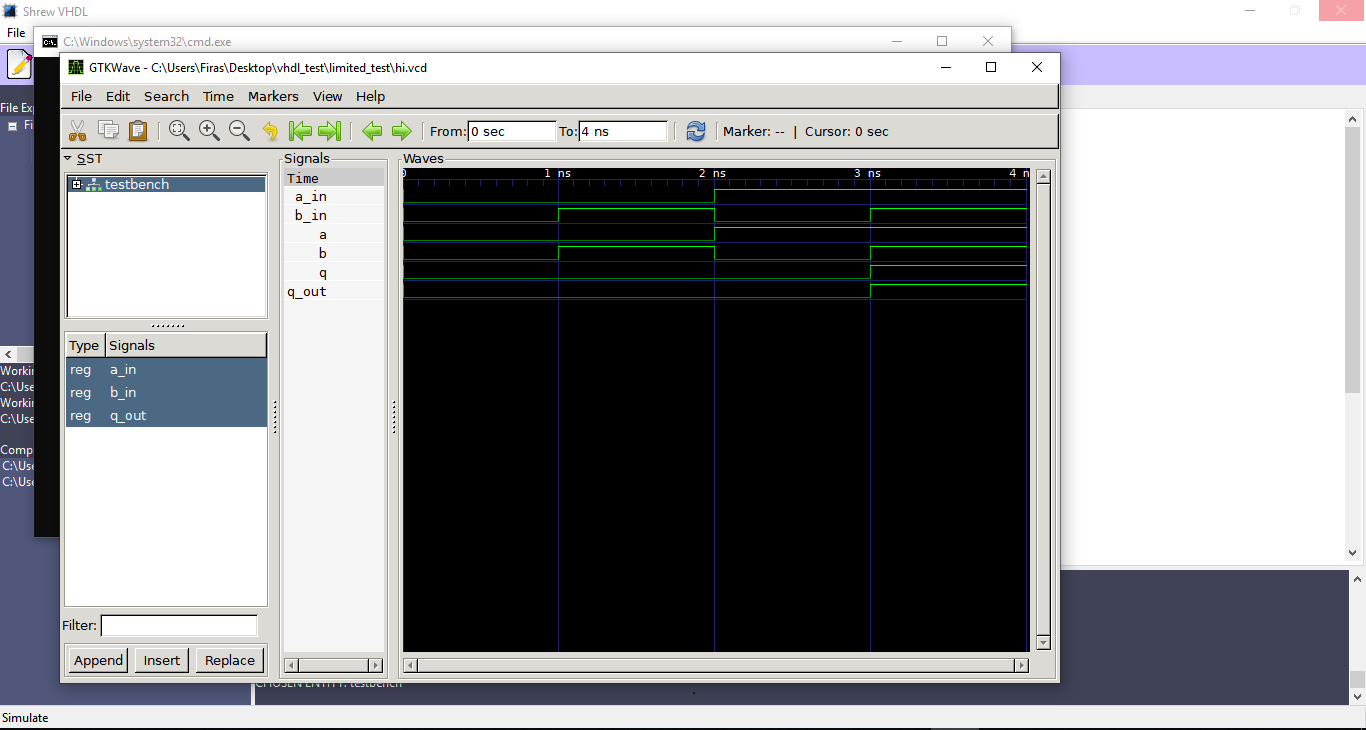 Shrew VHDL
File
C:\Windows\system32\cmd.exe
GTKWave - C:\Users\Firas\Desktop\vhdl_test\limited_test\hi.vcd
File Edit Search Time Markers View Help
From: 0 sec To: 4 ns Marker: -- | Cursor: 0 sec
File Ex
Fi
SST
testbench
Type Signals
reg a_in
reg b_in
reg q_out
Filter:
Append Insert Replace
Signals
Time
a_in
b_in
a
b
q
q_out
Waves
0 1 ns 2 ns 3 ns 4 n
Workin
C:\Use
Workin
C:\Use
Comp
C:\Use
C:\Use
CHOSEN ENTITY: testbench
Simulate